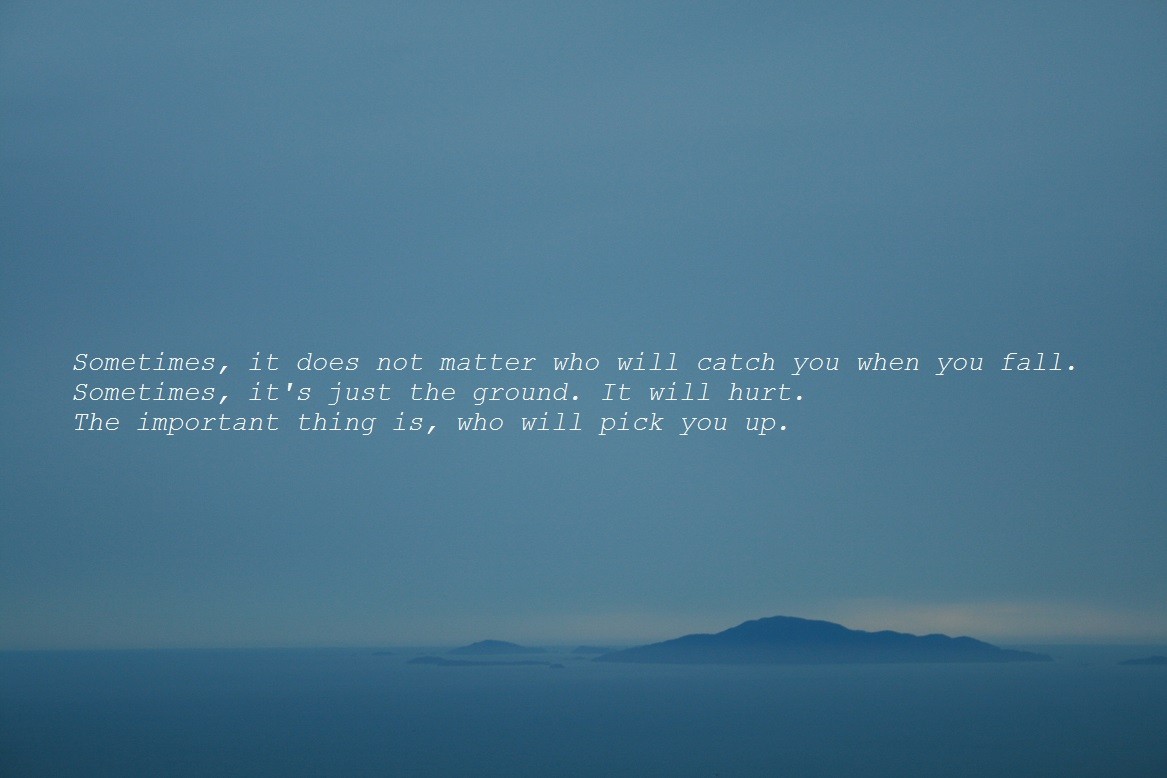 Sometimes, it does not matter who will catch you when you fall.
Sometimes, it's just the ground. It will hurt.
The important thing is, who will pick you up.